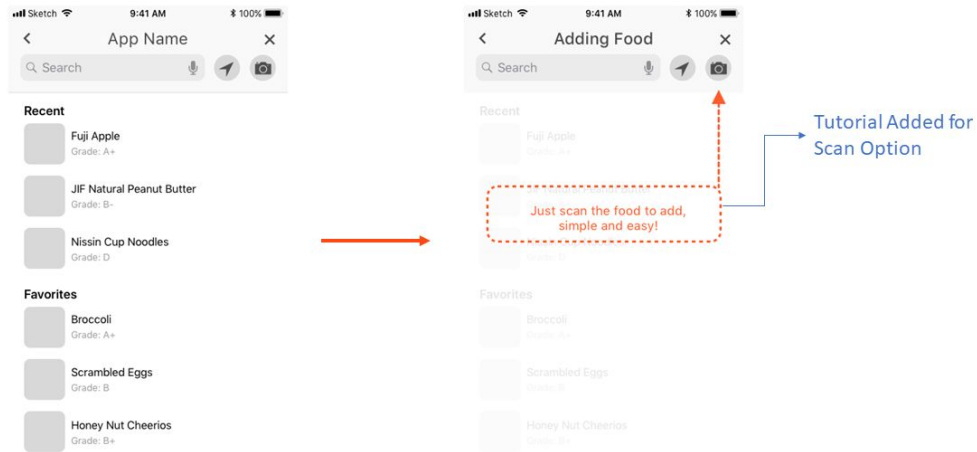 Sketch 9:41 AM 100%
App Name
Search
Recent
Fuji Apple
Grade: A+
JIF Natural Peanut Butter
Grade: B-
Nissin Cup Noodles
Grade: D
Favorites
Broccoli
Grade: A+
Scrambled Eggs
Grade: B
Honey Nut Cheerios
Grade: B+
Sketch 9:41 AM 100%
Adding Food
Search
Recent
Fuji Apple
Grade: A+
Just scan the food to add,
simple and easy!
Favorites
Broccoli
Grade: A+
Scrambled Eggs
Grade: B
Honey Nut Cheerios
Grade: B+
Tutorial Added for
Scan Option